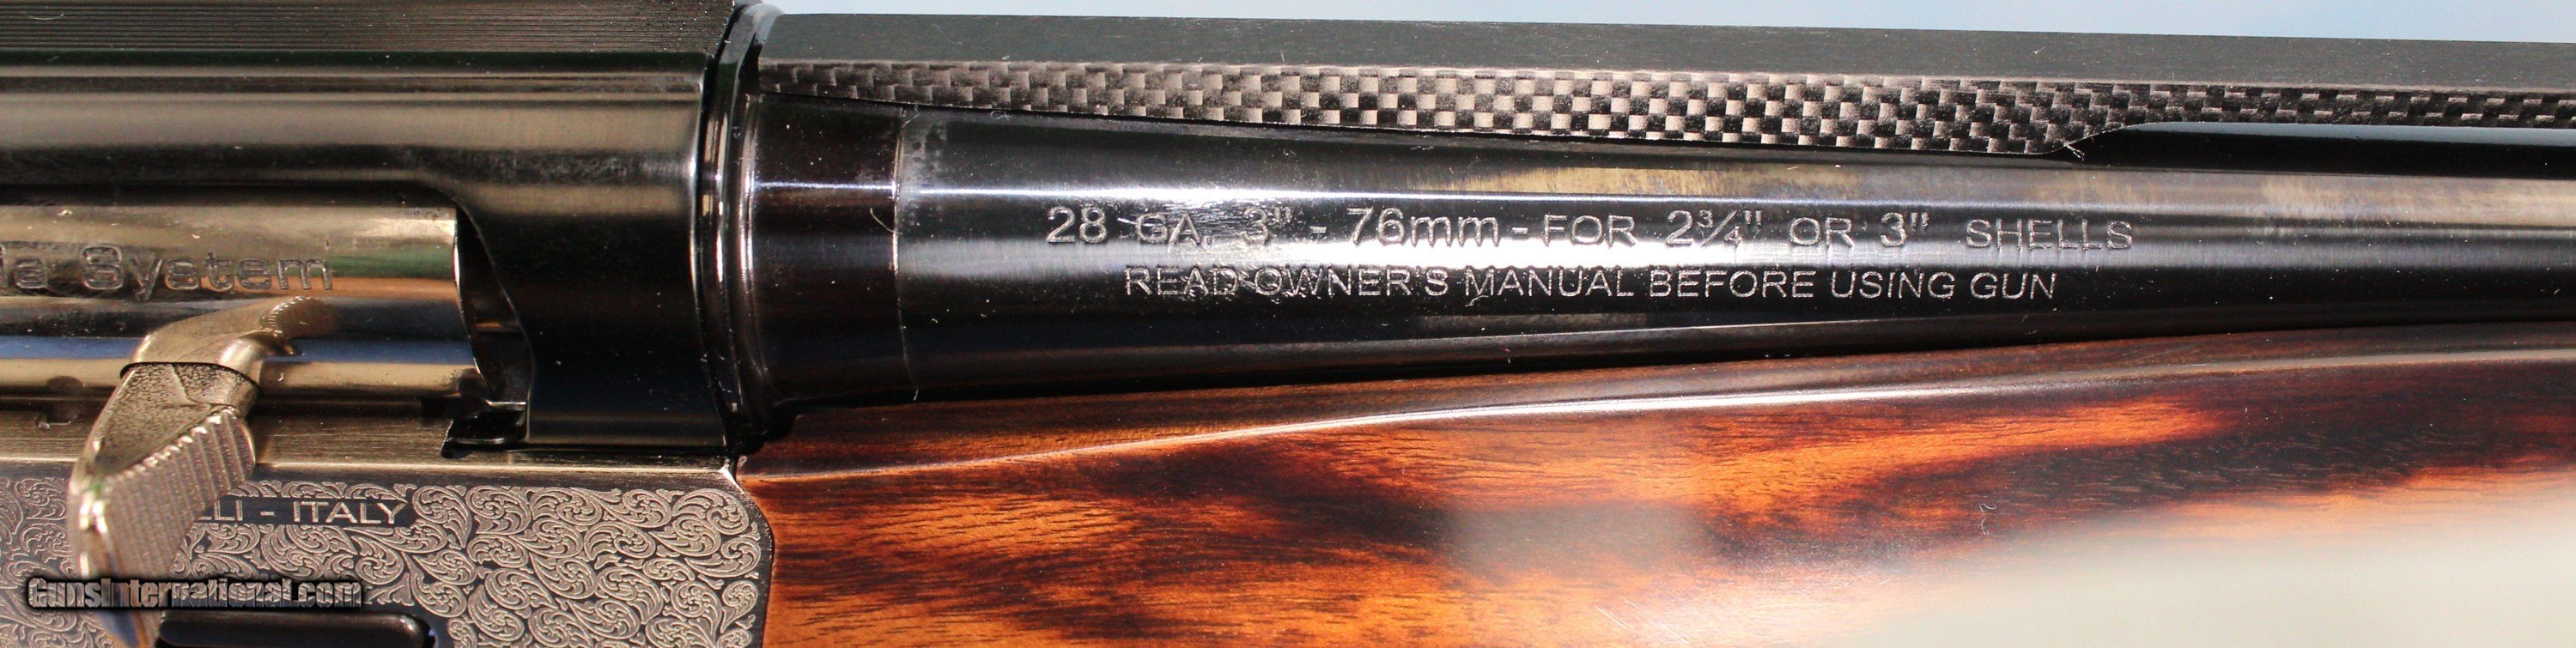 28 GA. 3" - 76mm - FOR 2¾" OR 3" SHELLS
READ OWNER'S MANUAL BEFORE USING GUN
System
- ITALY
GunsInternational.com